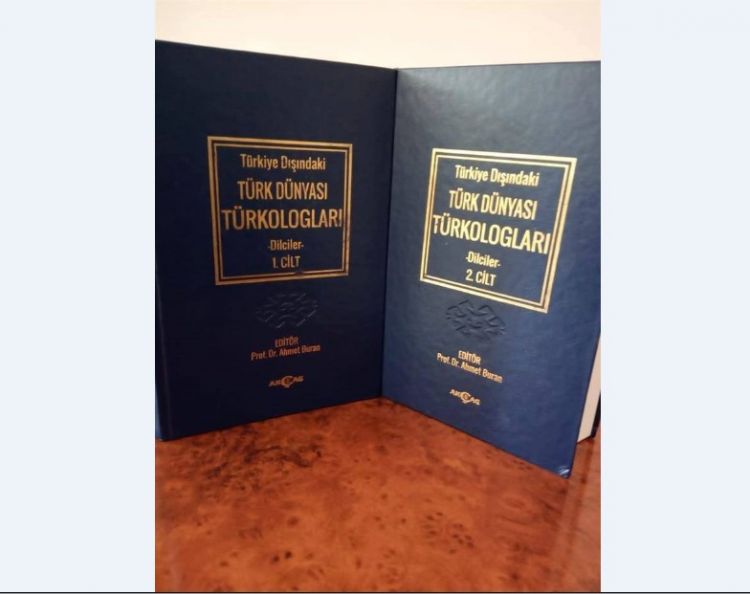 Türkiye Dışındaki
TÜRK DÜNYASI
TÜRKOLOGLARI
-Dilciler-
1. CİLT
EDİTÖR
Prof. Dr. Ahmet Buran
AKÇAĞ
Türkiye Dışındaki
TÜRK DÜNYASI
TÜRKOLOGLARI
-Dilciler-
2. CİLT
EDİTÖR
Prof. Dr. Ahmet Buran
AKÇAĞ